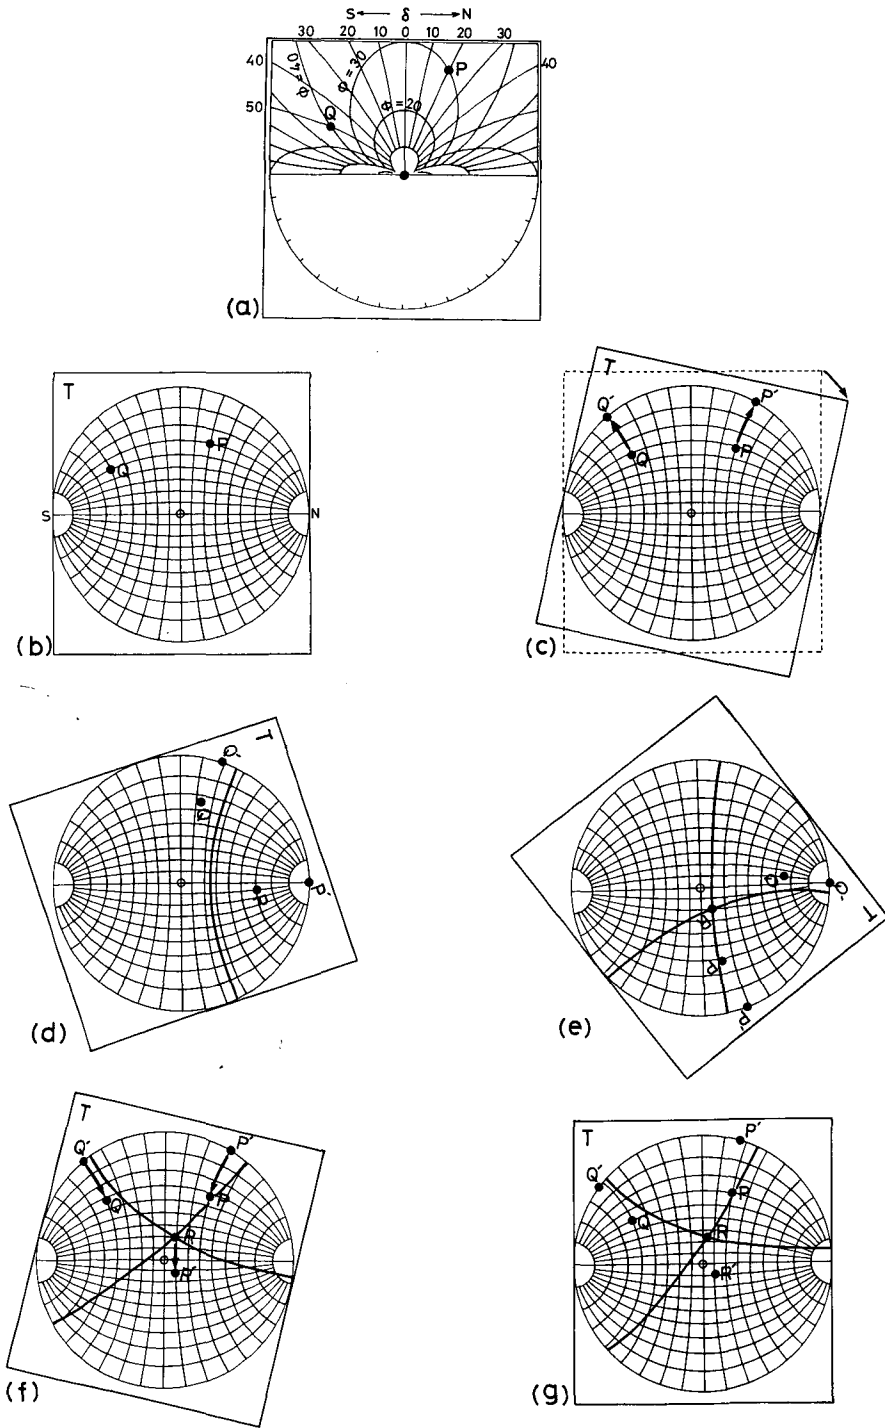 S ← δ → N
30 20 10 0 10 20 30
40 40
50
Φ = 40
Φ = 30
Φ = 20
P
Q
(a)
T
P
Q
S N
(b)
T
Q' P'
Q P
(c)
T
Q'
Q
P P'
(d)
Q Q'
T
R
P
P'
(e)
T
Q' P'
Q P
R
R'
(f)
T
P'
Q'
P
Q
R
R'
(g)